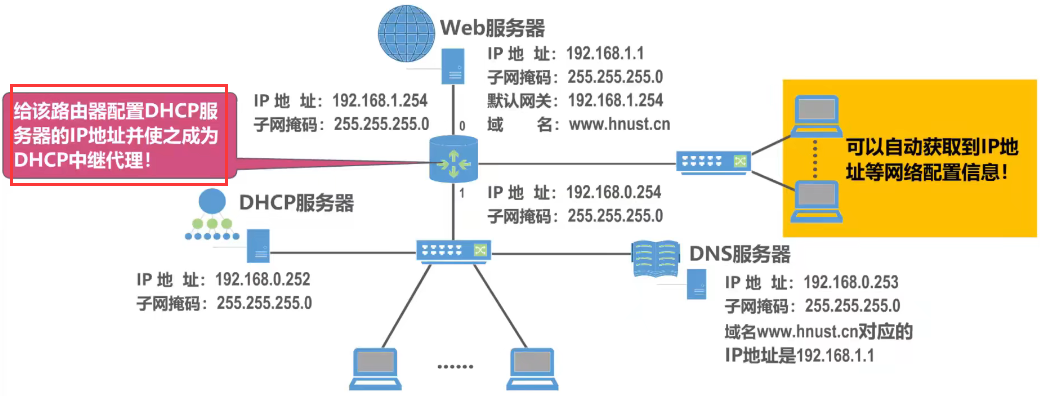 Web服务器
IP 地 址：192.168.1.1
子网掩码：255.255.255.0
默认网关：192.168.1.254
域 名：www.hnust.cn
给该路由器配置DHCP服
务器的IP地址并使之成为
DHCP中继代理！
IP 地 址：192.168.1.254
子网掩码：255.255.255.0
0
可以自动获取到IP地
址等网络配置信息！
1
IP 地 址：192.168.0.254
子网掩码：255.255.255.0
DHCP服务器
IP 地 址：192.168.0.252
子网掩码：255.255.255.0
DNS服务器
IP 地 址：192.168.0.253
子网掩码：255.255.255.0
域名www.hnust.cn对应的
IP地址是192.168.1.1